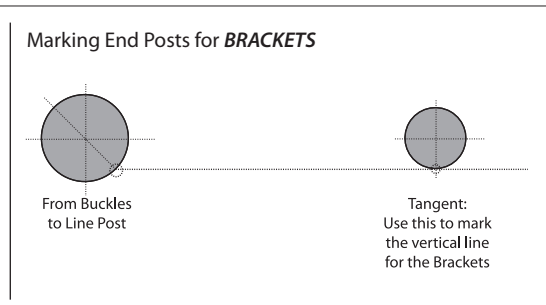 Marking End Posts for BRACKETS
From Buckles
to Line Post
Tangent:
Use this to mark
the vertical line
for the Brackets